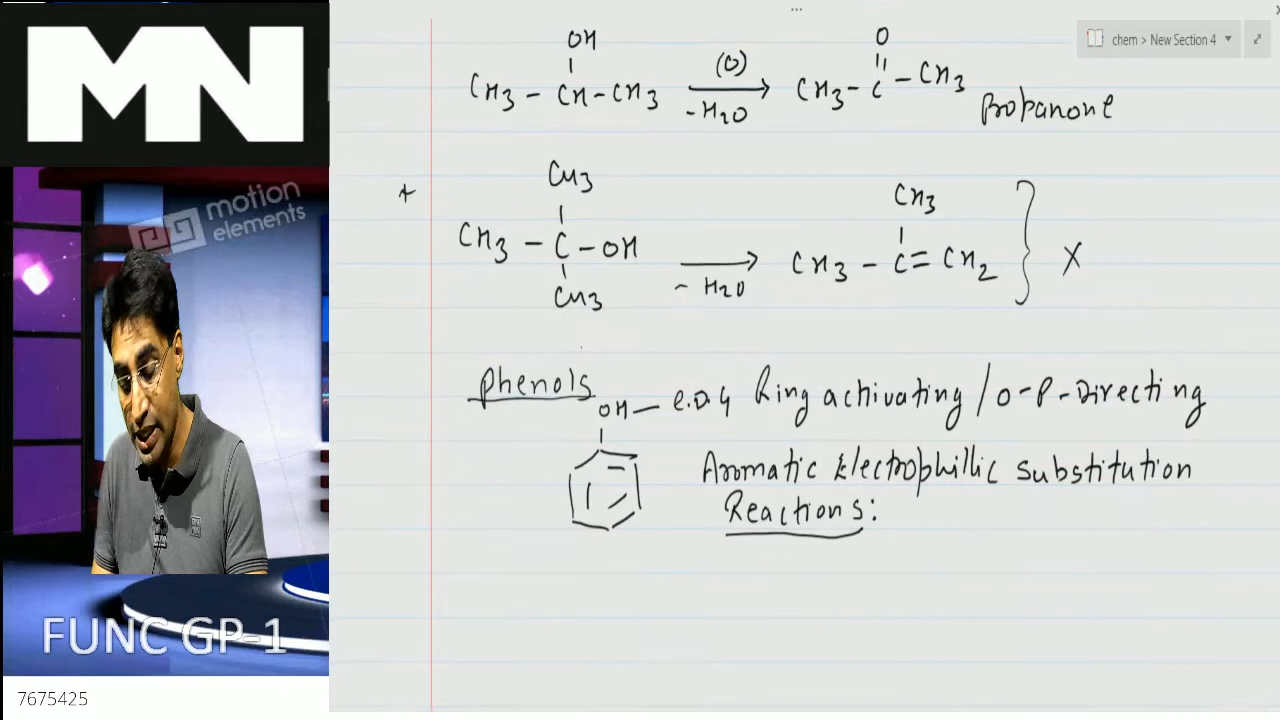 MN
motion
elements
FUNC GP-1
7675425
chem > New Section 4
OH
CH3 - CH - CH3 (O) - H2O CH3 - C - CH3
O
Propanone
+
CH3
CH3 - C - OH - H2O CH3 - C = CH2 } X
CH3
CH3
Phenols
OH — e.D.G Ring activating / O-P-Directing
Aromatic Electrophillic substitution
Reactions: